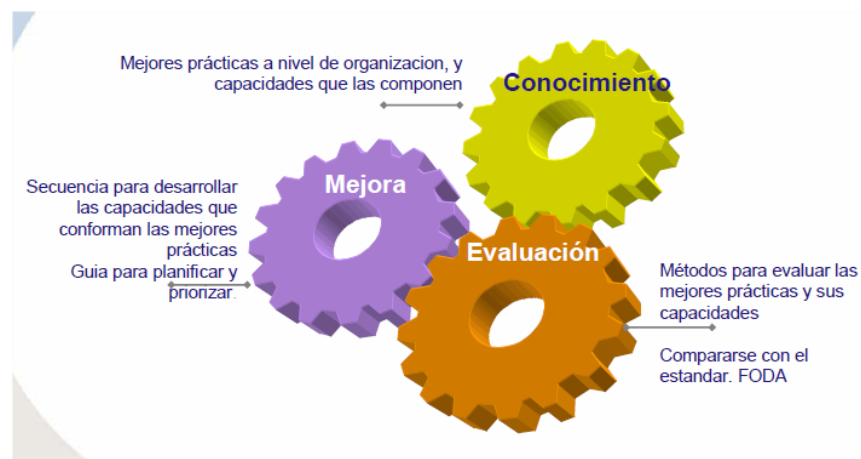 Mejores prácticas a nivel de organizacion, y
capacidades que las componen
Conocimiento
Mejora
Secuencia para desarrollar
las capacidades que
conforman las mejores
prácticas
Guia para planificar y
priorizar.
Evaluación
Métodos para evaluar las
mejores prácticas y sus
capacidades
Compararse con el
estandar. FODA